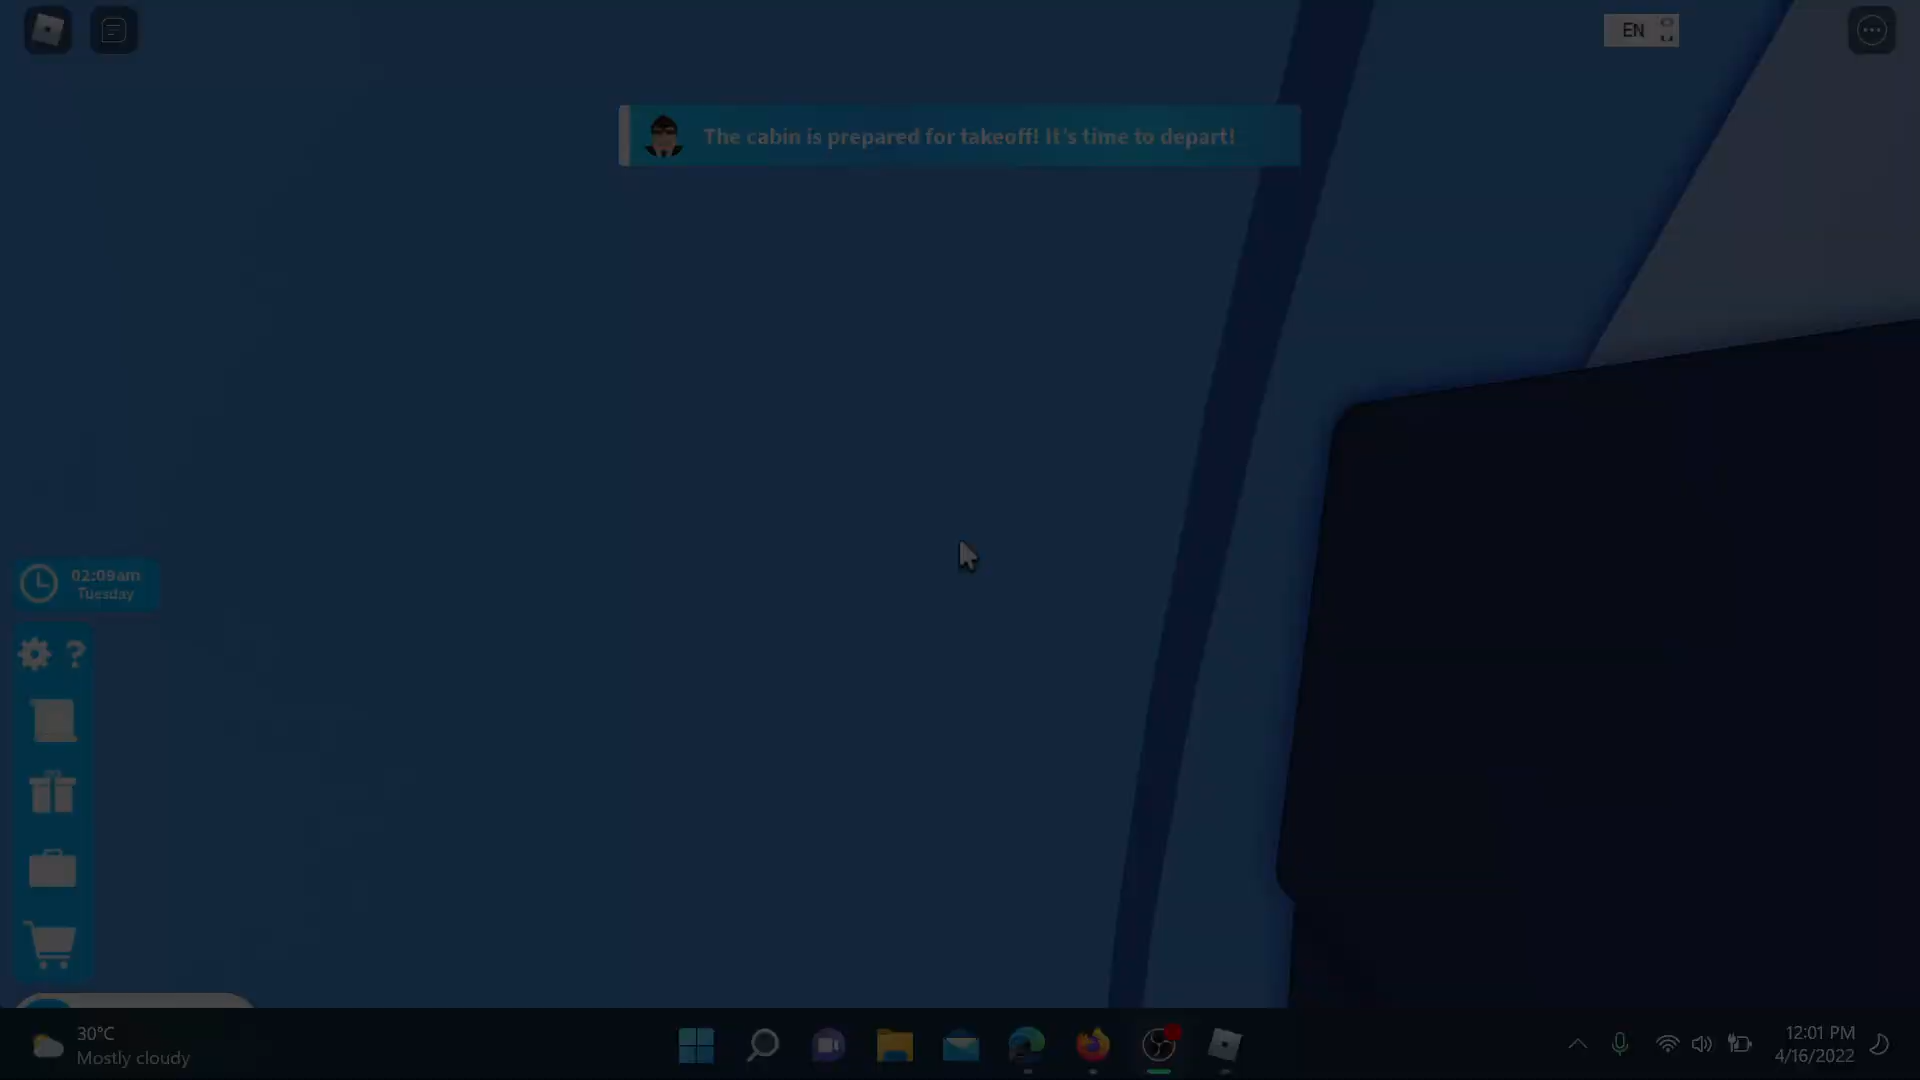 EN
The cabin is prepared for takeoff! It's time to depart!
02:09am
Tuesday
?
30°C
Mostly cloudy
12:01 PM
4/16/2022